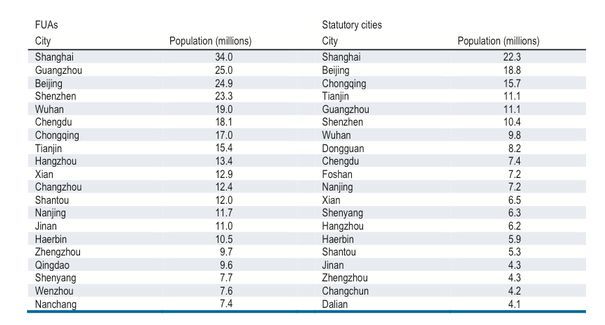 FUAs Statutory cities
City Population (millions) City Population (millions)
Shanghai 34.0 Shanghai 22.3
Guangzhou 25.0 Beijing 18.8
Beijing 24.9 Chongqing 15.7
Shenzhen 23.3 Tianjin 11.1
Wuhan 19.0 Guangzhou 11.1
Chengdu 18.1 Shenzhen 10.4
Chongqing 17.0 Wuhan 9.8
Tianjin 15.4 Dongguan 8.2
Hangzhou 13.4 Chengdu 7.4
Xian 12.9 Foshan 7.2
Changzhou 12.4 Nanjing 7.2
Shantou 12.0 Xian 6.5
Nanjing 11.7 Shenyang 6.3
Jinan 11.0 Hangzhou 6.2
Haerbin 10.5 Haerbin 5.9
Zhengzhou 9.7 Shantou 5.3
Qingdao 9.6 Jinan 4.3
Shenyang 7.7 Zhengzhou 4.3
Wenzhou 7.6 Changchun 4.2
Nanchang 7.4 Dalian 4.1